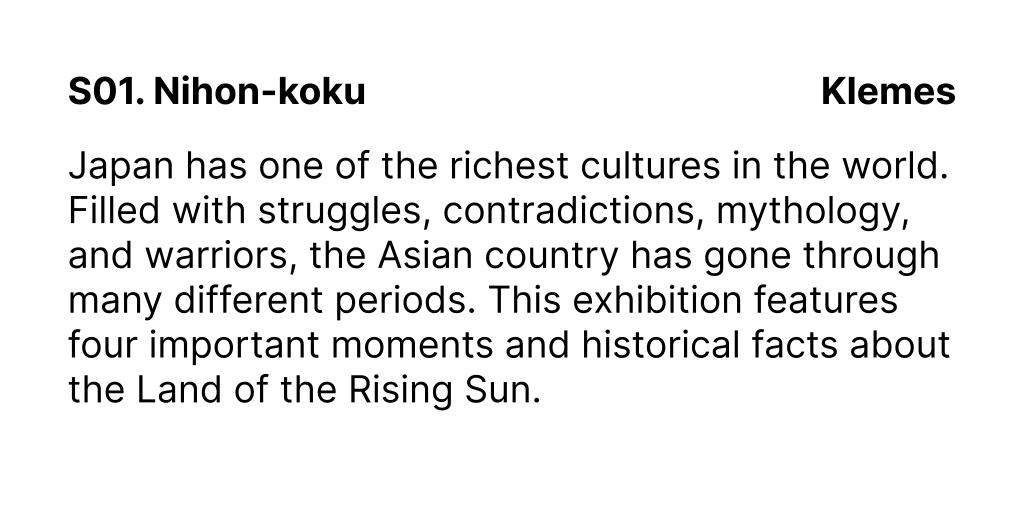 S01. Nihon-koku Klemes
Japan has one of the richest cultures in the world.
Filled with struggles, contradictions, mythology,
and warriors, the Asian country has gone through
many different periods. This exhibition features
four important moments and historical facts about
the Land of the Rising Sun.